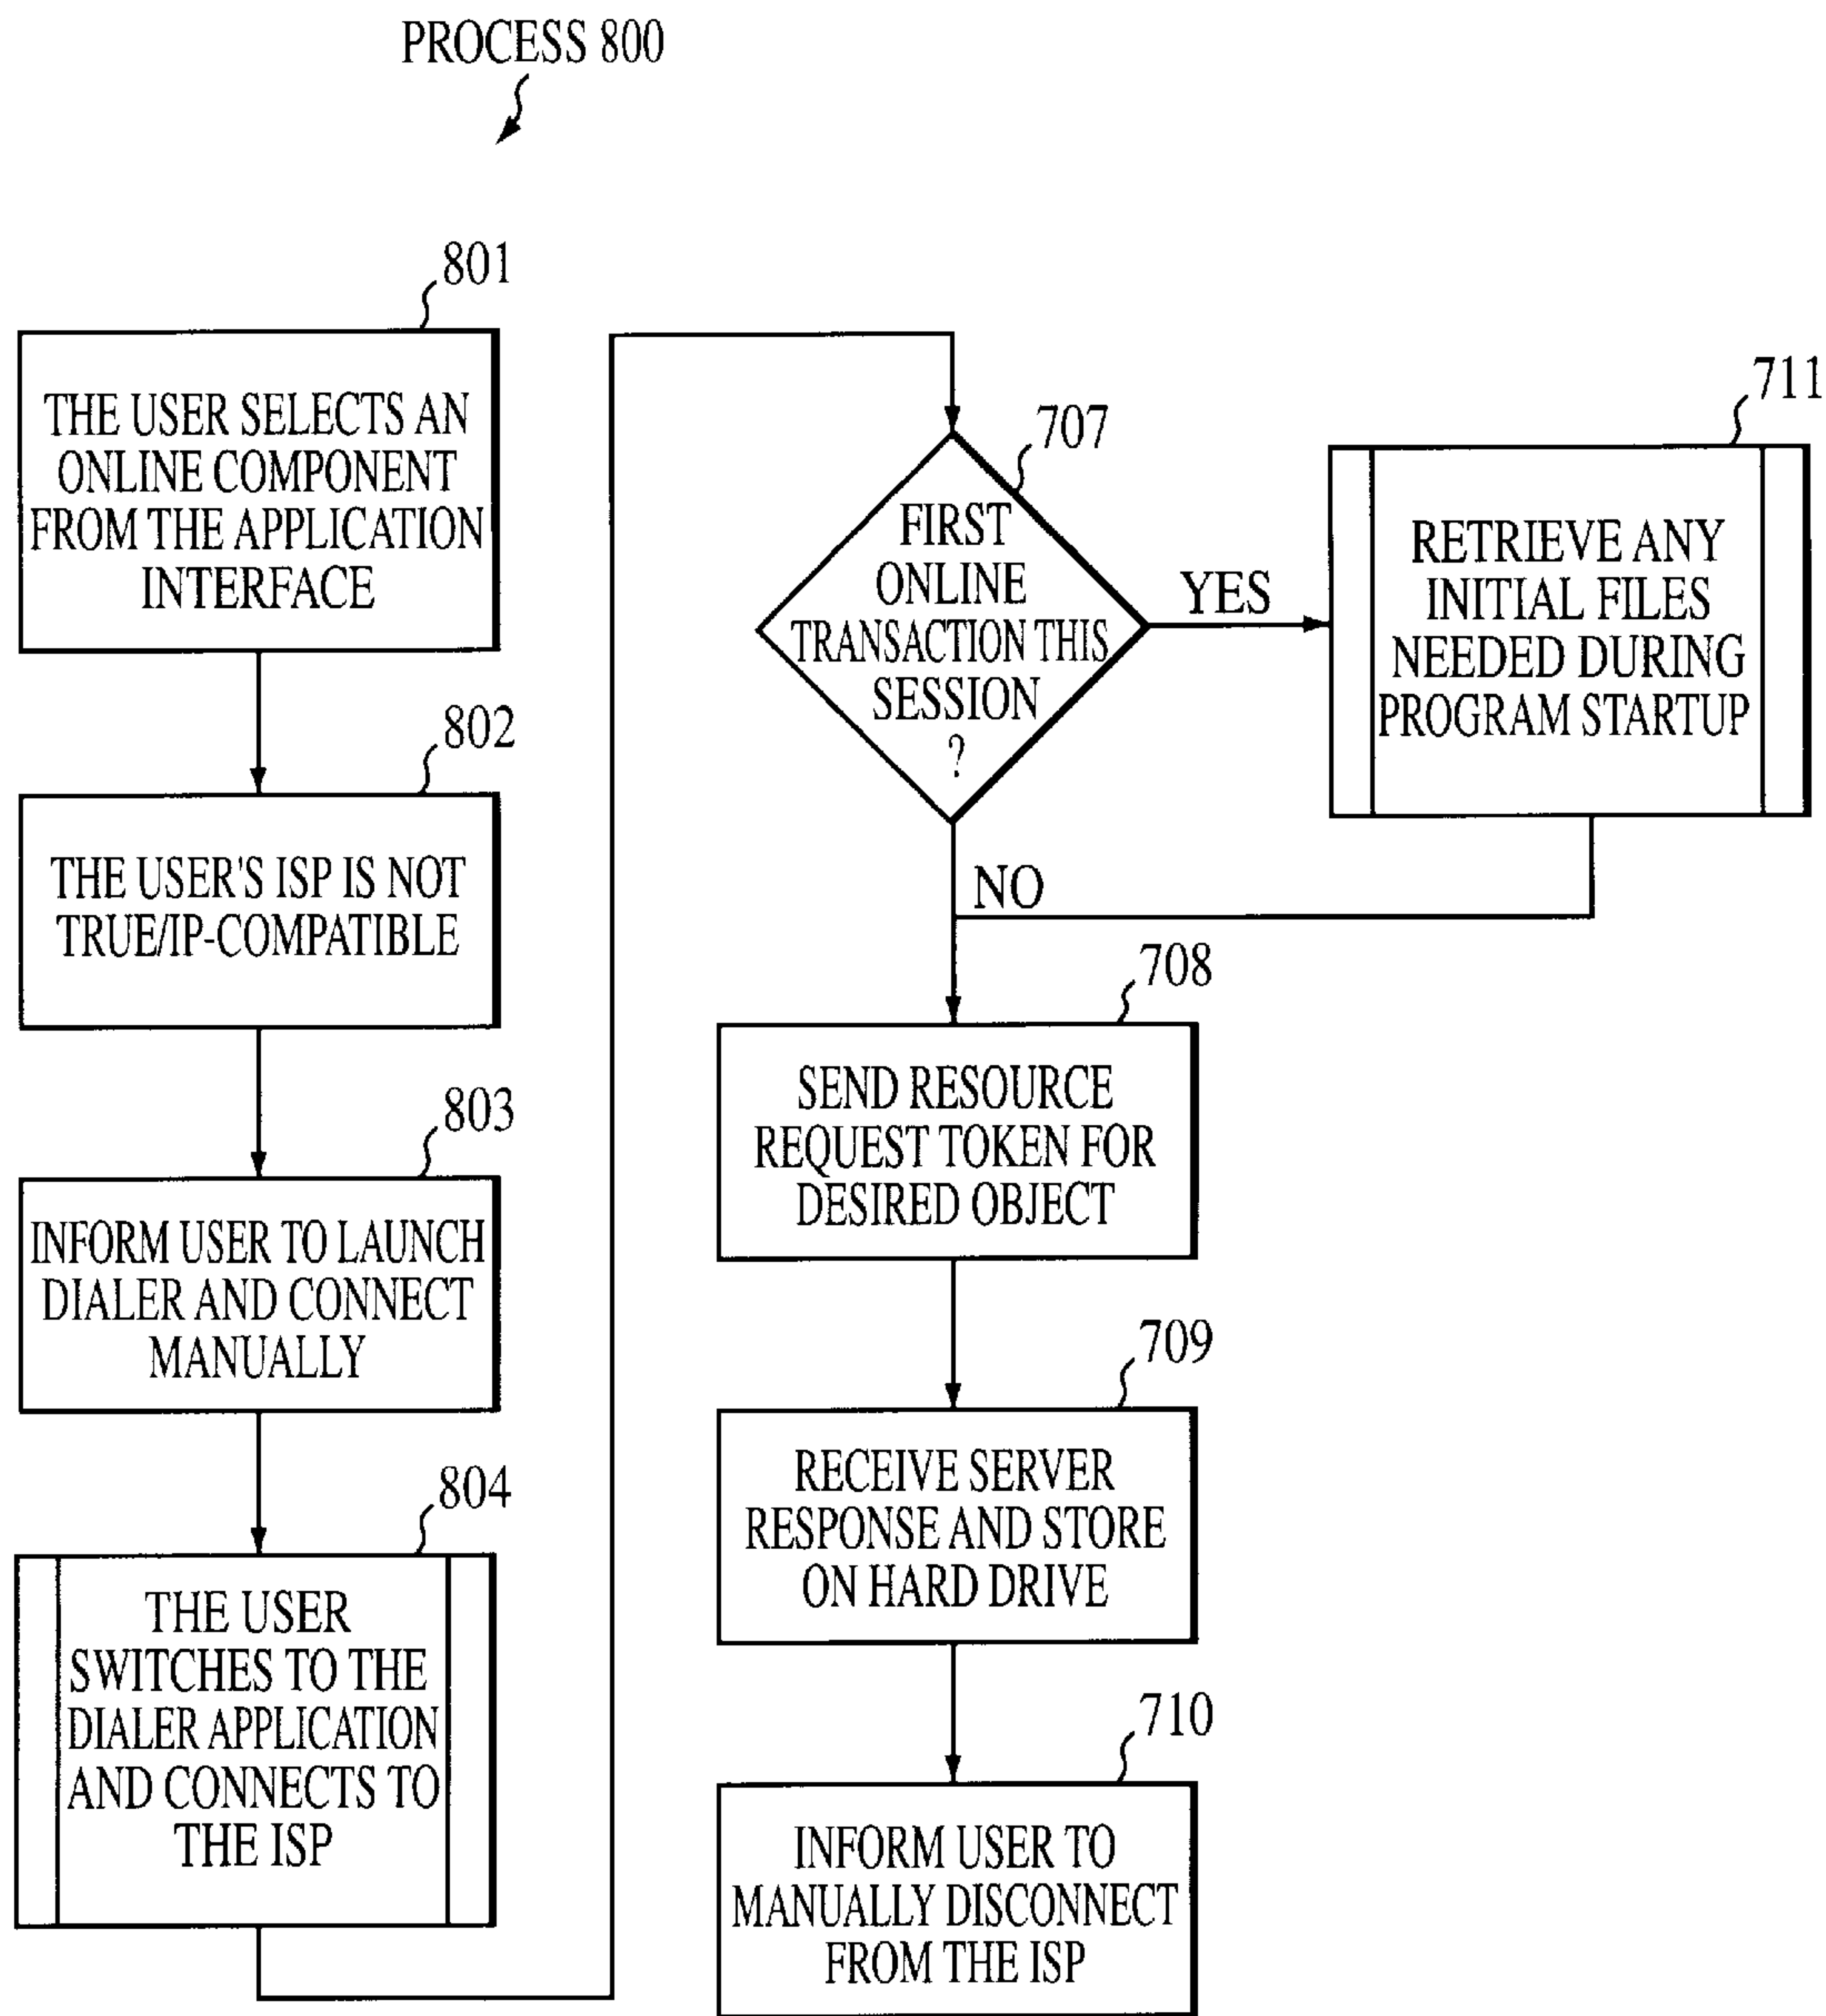 PROCESS 800
801
THE USER SELECTS AN
ONLINE COMPONENT
FROM THE APPLICATION
INTERFACE
802
THE USER'S ISP IS NOT
TRUE/IP-COMPATIBLE
803
INFORM USER TO LAUNCH
DIALER AND CONNECT
MANUALLY
804
THE USER
SWITCHES TO THE
DIALER APPLICATION
AND CONNECTS TO
THE ISP
707
FIRST
ONLINE
TRANSACTION THIS
SESSION
?
YES
NO
711
RETRIEVE ANY
INITIAL FILES
NEEDED DURING
PROGRAM STARTUP
708
SEND RESOURCE
REQUEST TOKEN FOR
DESIRED OBJECT
709
RECEIVE SERVER
RESPONSE AND STORE
ON HARD DRIVE
710
INFORM USER TO
MANUALLY DISCONNECT
FROM THE ISP